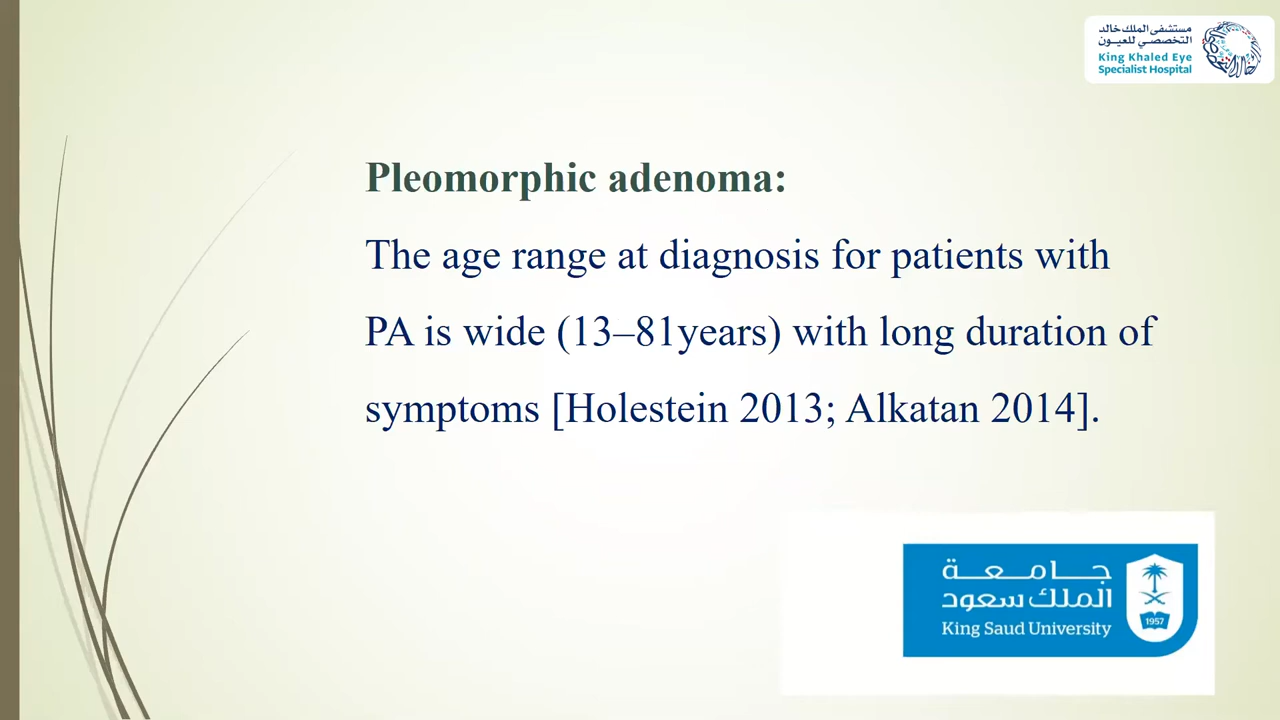 مستشفى الملك خالد
التخصصي للعيون
King Khaled Eye
Specialist Hospital
Pleomorphic adenoma:
The age range at diagnosis for patients with
PA is wide (13–81years) with long duration of
symptoms [Holestein 2013; Alkatan 2014].
جامعة
الملك سعود
King Saud University
1957